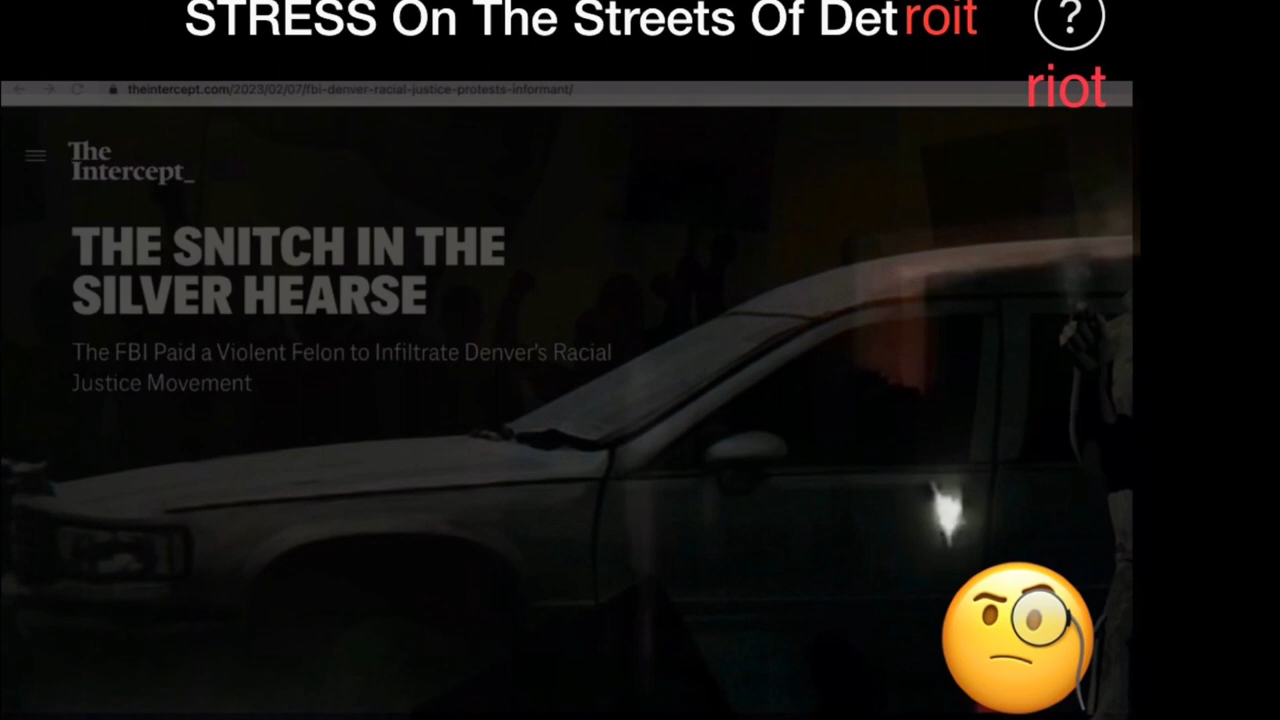 STRESS On The Streets Of Detroit
?
riot
theintercept.com/2023/02/07/fbi-denver-racial-justice-protests-informant/
The
Intercept_
THE SNITCH IN THE
SILVER HEARSE
The FBI Paid a Violent Felon to Infiltrate Denver's Racial
Justice Movement